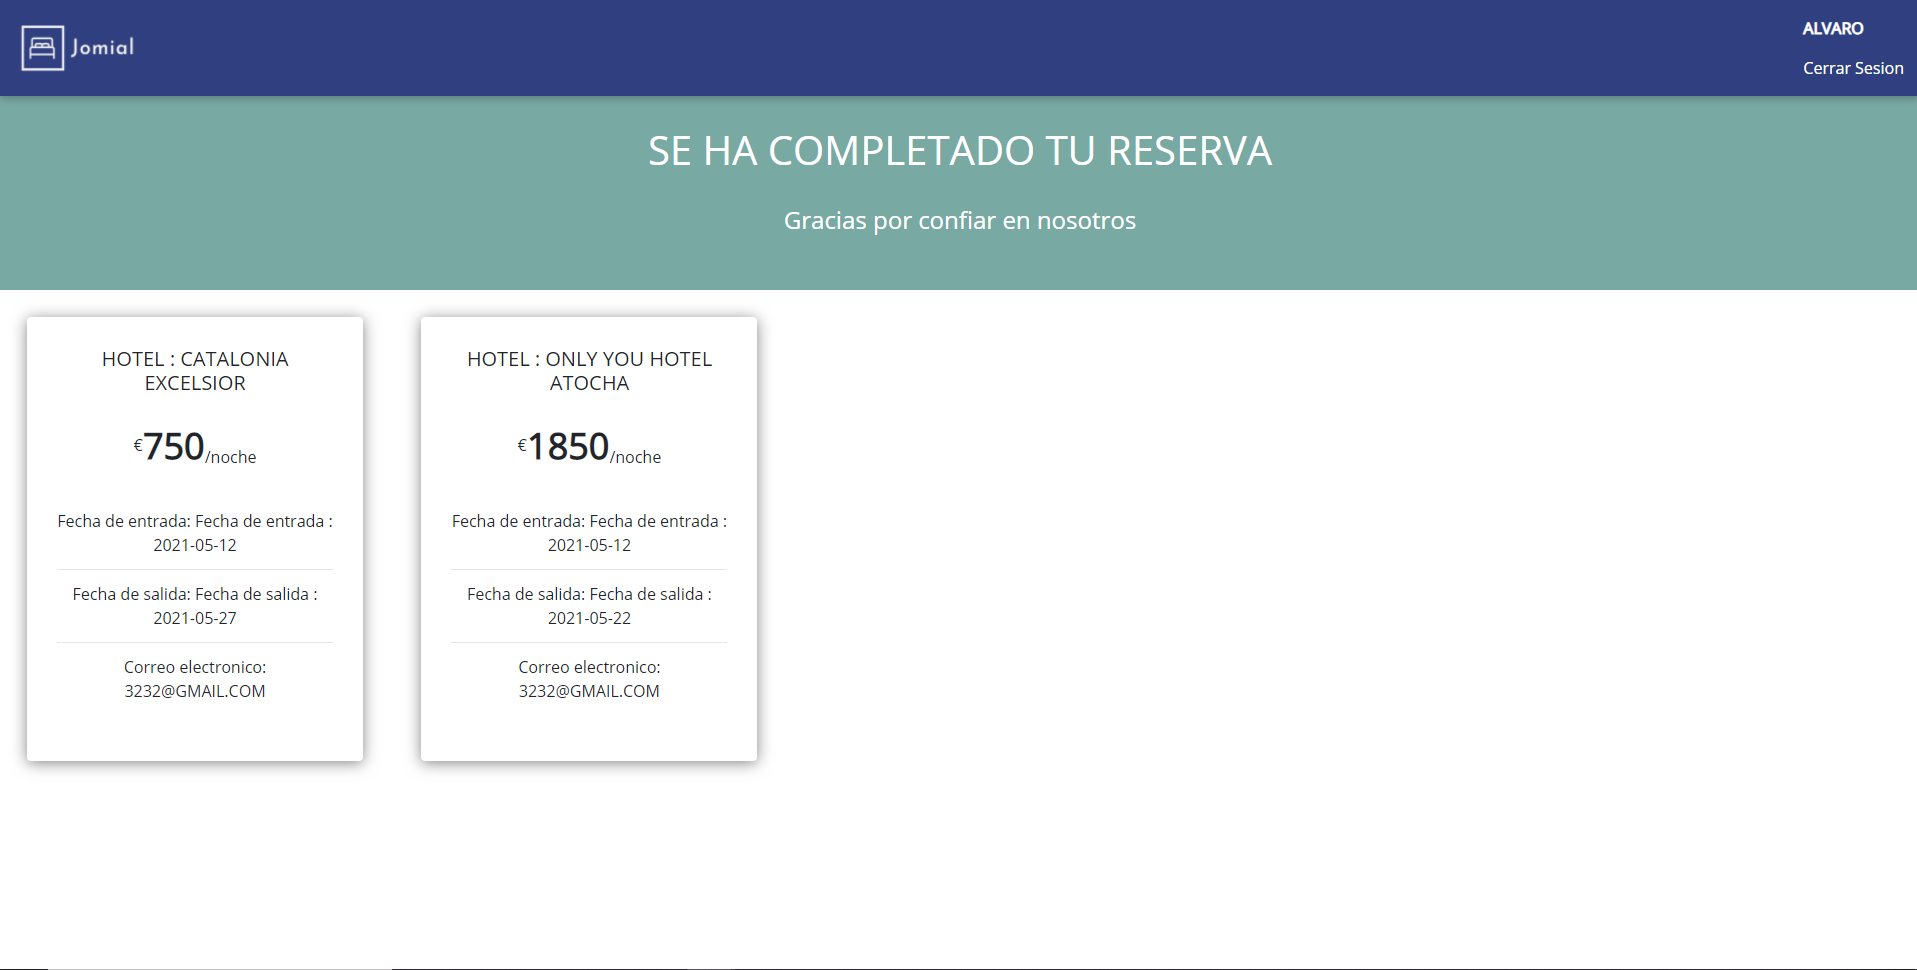 Jomial
ALVARO
Cerrar Sesion
SE HA COMPLETADO TU RESERVA
Gracias por confiar en nosotros
HOTEL : CATALONIA
EXCELSIOR
€750/noche
Fecha de entrada: Fecha de entrada :
2021-05-12
Fecha de salida: Fecha de salida :
2021-05-27
Correo electronico:
3232@GMAIL.COM
HOTEL : ONLY YOU HOTEL
ATOCHA
€1850/noche
Fecha de entrada: Fecha de entrada :
2021-05-12
Fecha de salida: Fecha de salida :
2021-05-22
Correo electronico:
3232@GMAIL.COM